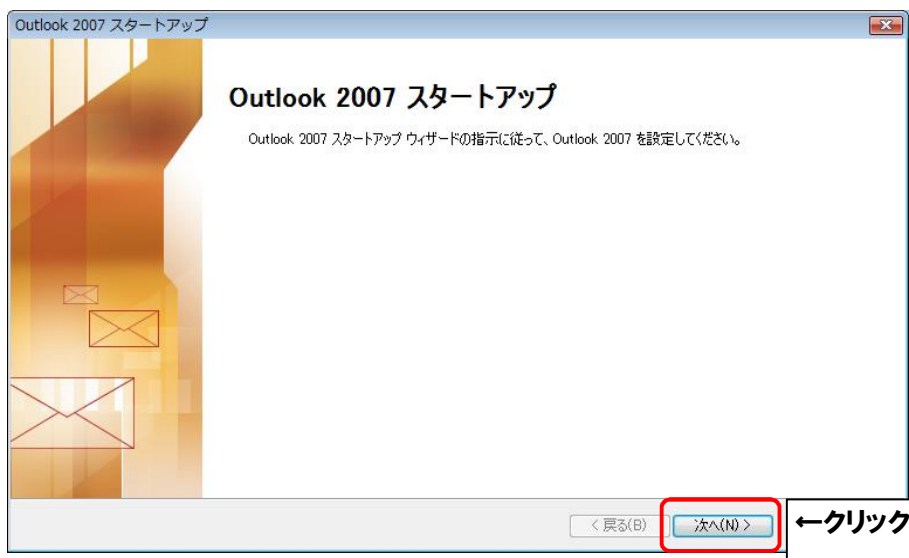 Outlook 2007 スタートアップ
Outlook 2007 スタートアップ
Outlook 2007 スタートアップ ウィザードの指示に従って、Outlook 2007 を設定してください。
< 戻る(B) 次へ(N) > ←クリック